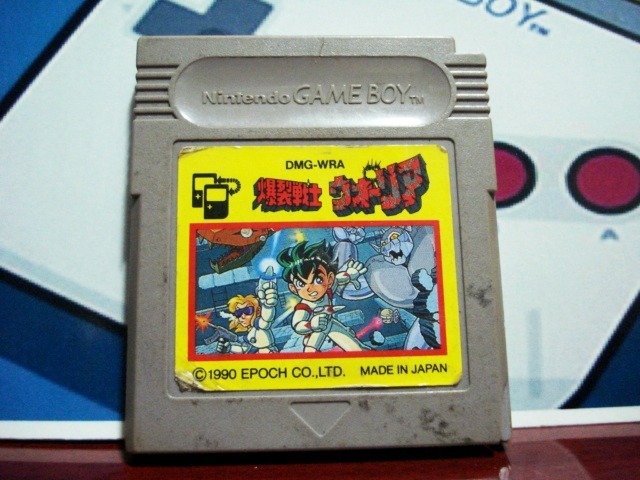 BOY™
Nintendo GAME BOY™
DMG-WRA
爆裂戦士 ウォーリア
©1990 EPOCH CO.,LTD. MADE IN JAPAN
A